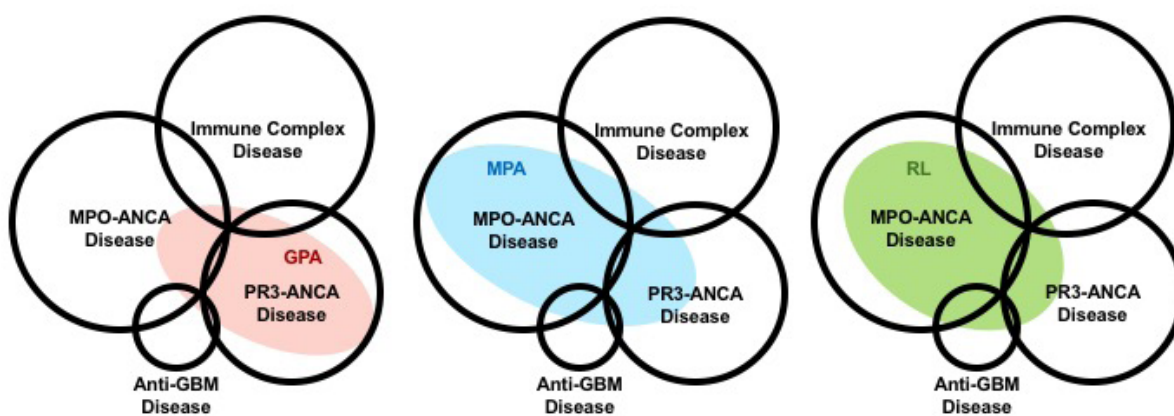 Immune Complex
Disease
MPO-ANCA
Disease
GPA
PR3-ANCA
Disease
Anti-GBM
Disease
Immune Complex
Disease
MPA
MPO-ANCA
Disease
PR3-ANCA
Disease
Anti-GBM
Disease
Immune Complex
Disease
RL
MPO-ANCA
Disease
PR3-ANCA
Disease
Anti-GBM
Disease